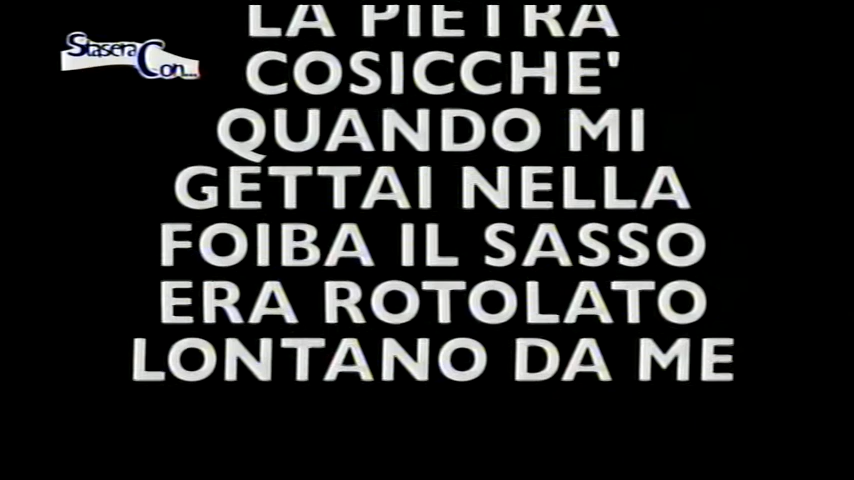 Stasera
Con...
LA PIETRA
COSICCHE'
QUANDO MI
GETTAI NELLA
FOIBA IL SASSO
ERA ROTOLATO
LONTANO DA ME